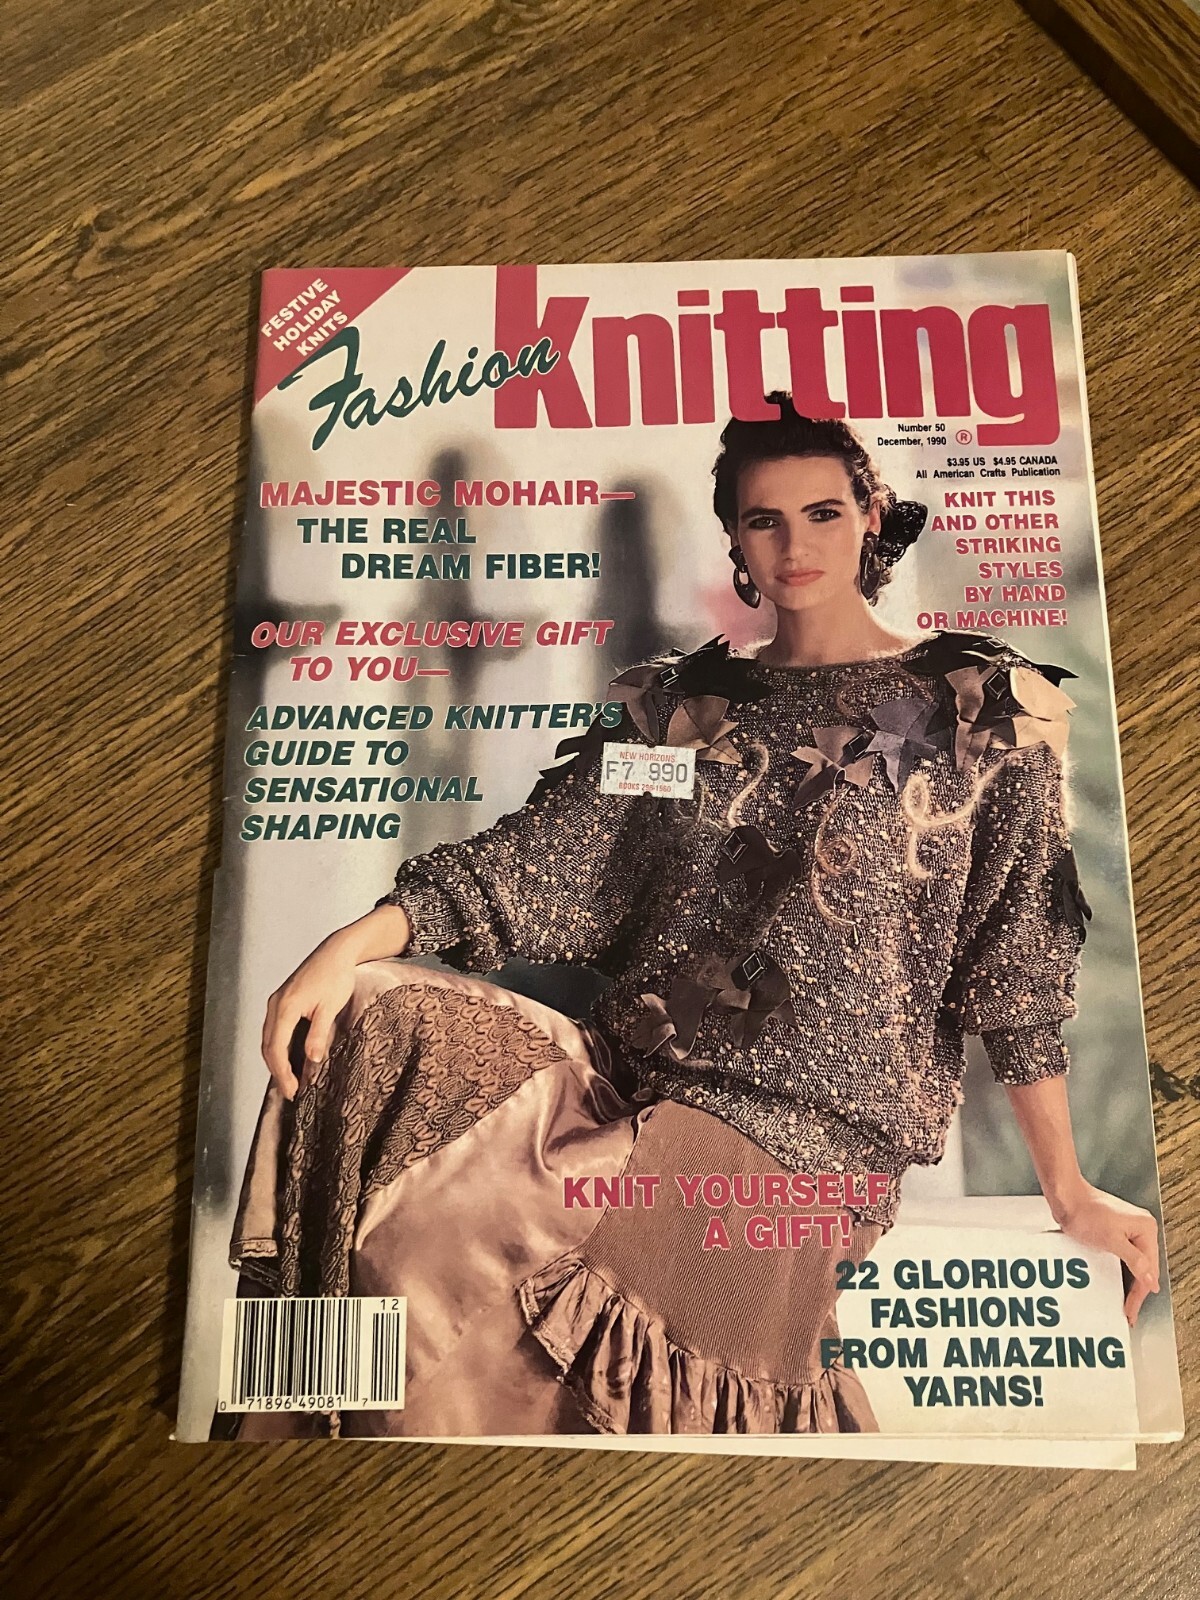 FESTIVE
HOLIDAY
KNITS
Fashion Knitting
Number 50
December, 1990 ®
$3.95 US $4.95 CANADA
All American Crafts Publication
MAJESTIC MOHAIR—
THE REAL
DREAM FIBER!
KNIT THIS
AND OTHER
STRIKING
STYLES
BY HAND
OR MACHINE!
OUR EXCLUSIVE GIFT
TO YOU—
ADVANCED KNITTER'S
GUIDE TO
SENSATIONAL
SHAPING
NEW HORIZONS
F7 990
BOOKS
KNIT YOURSELF
A GIFT!
22 GLORIOUS
FASHIONS
FROM AMAZING
YARNS!
12
0 71896 49081 7